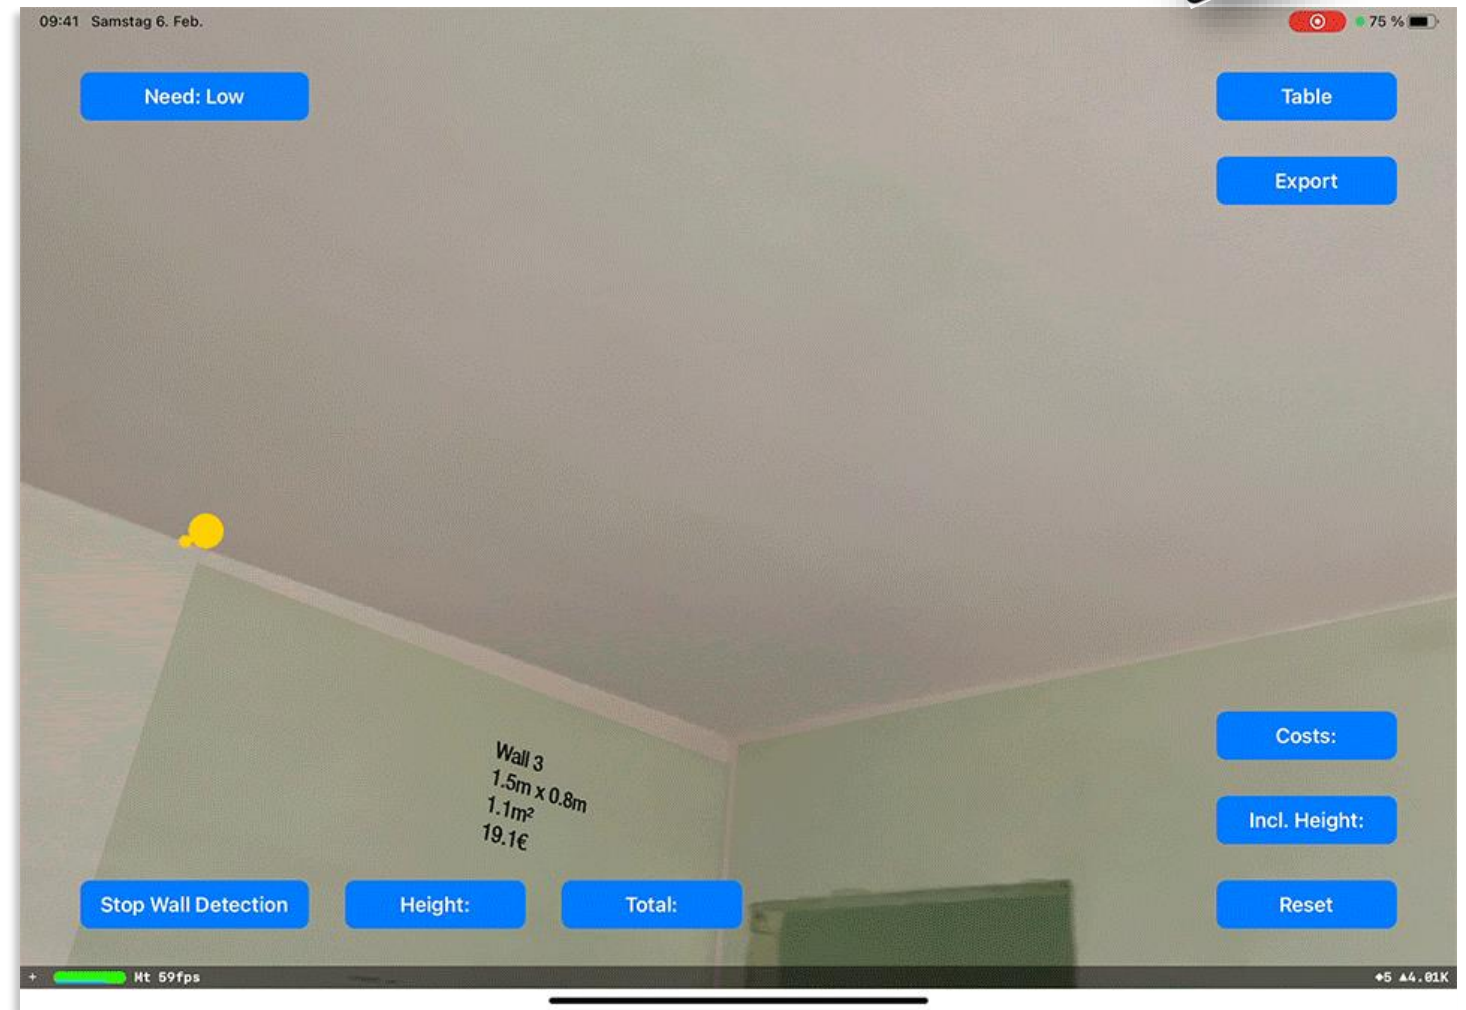 09:41 Samstag 6. Feb.
75 %
Need: Low
Table
Export
Wall 3
1.5m x 0.8m
1.1m²
19.1€
Costs:
Incl. Height:
Stop Wall Detection
Height:
Total:
Reset
+ Mt 59fps
◆5 ▲4.01K